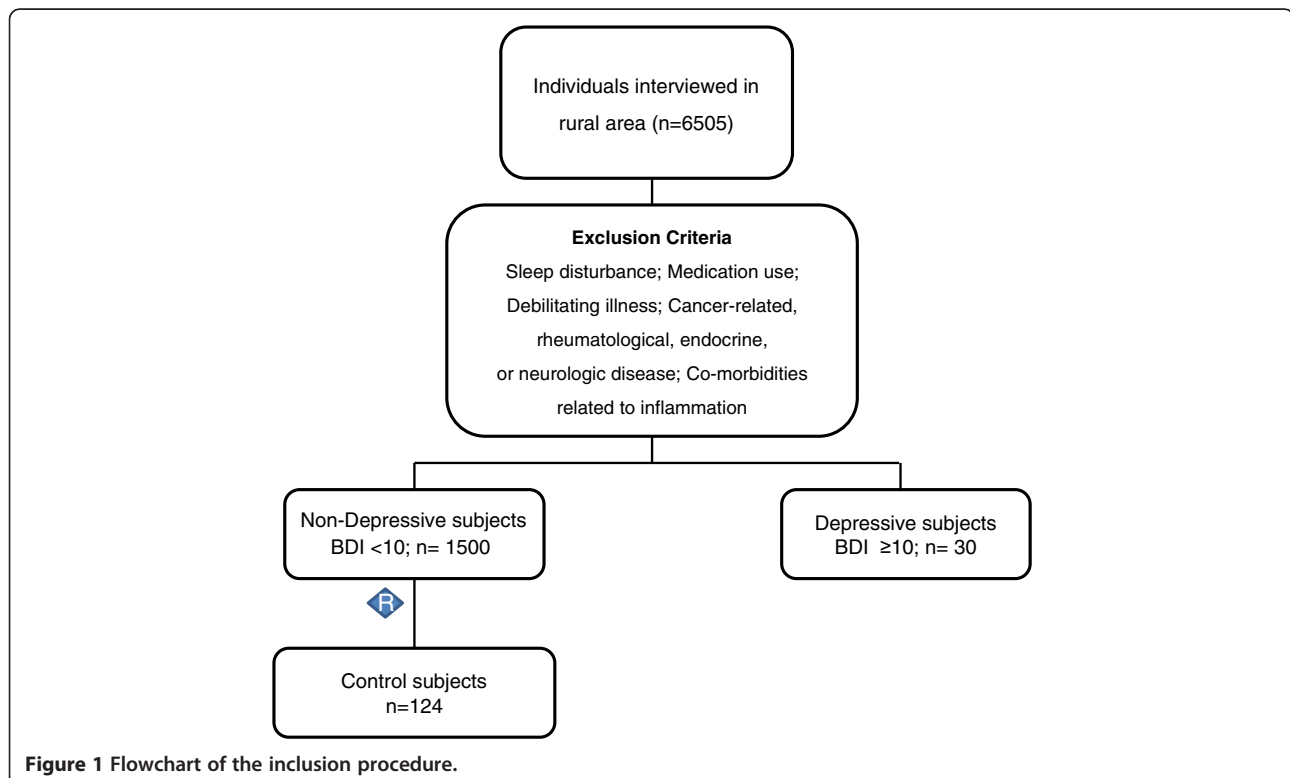 Individuals interviewed in
rural area (n=6505)
Exclusion Criteria
Sleep disturbance; Medication use;
Debilitating illness; Cancer-related,
rheumatological, endocrine,
or neurologic disease; Co-morbidities
related to inflammation
Non-Depressive subjects
BDI <10; n= 1500
Depressive subjects
BDI ≥10; n= 30
R
Control subjects
n=124
Figure 1 Flowchart of the inclusion procedure.